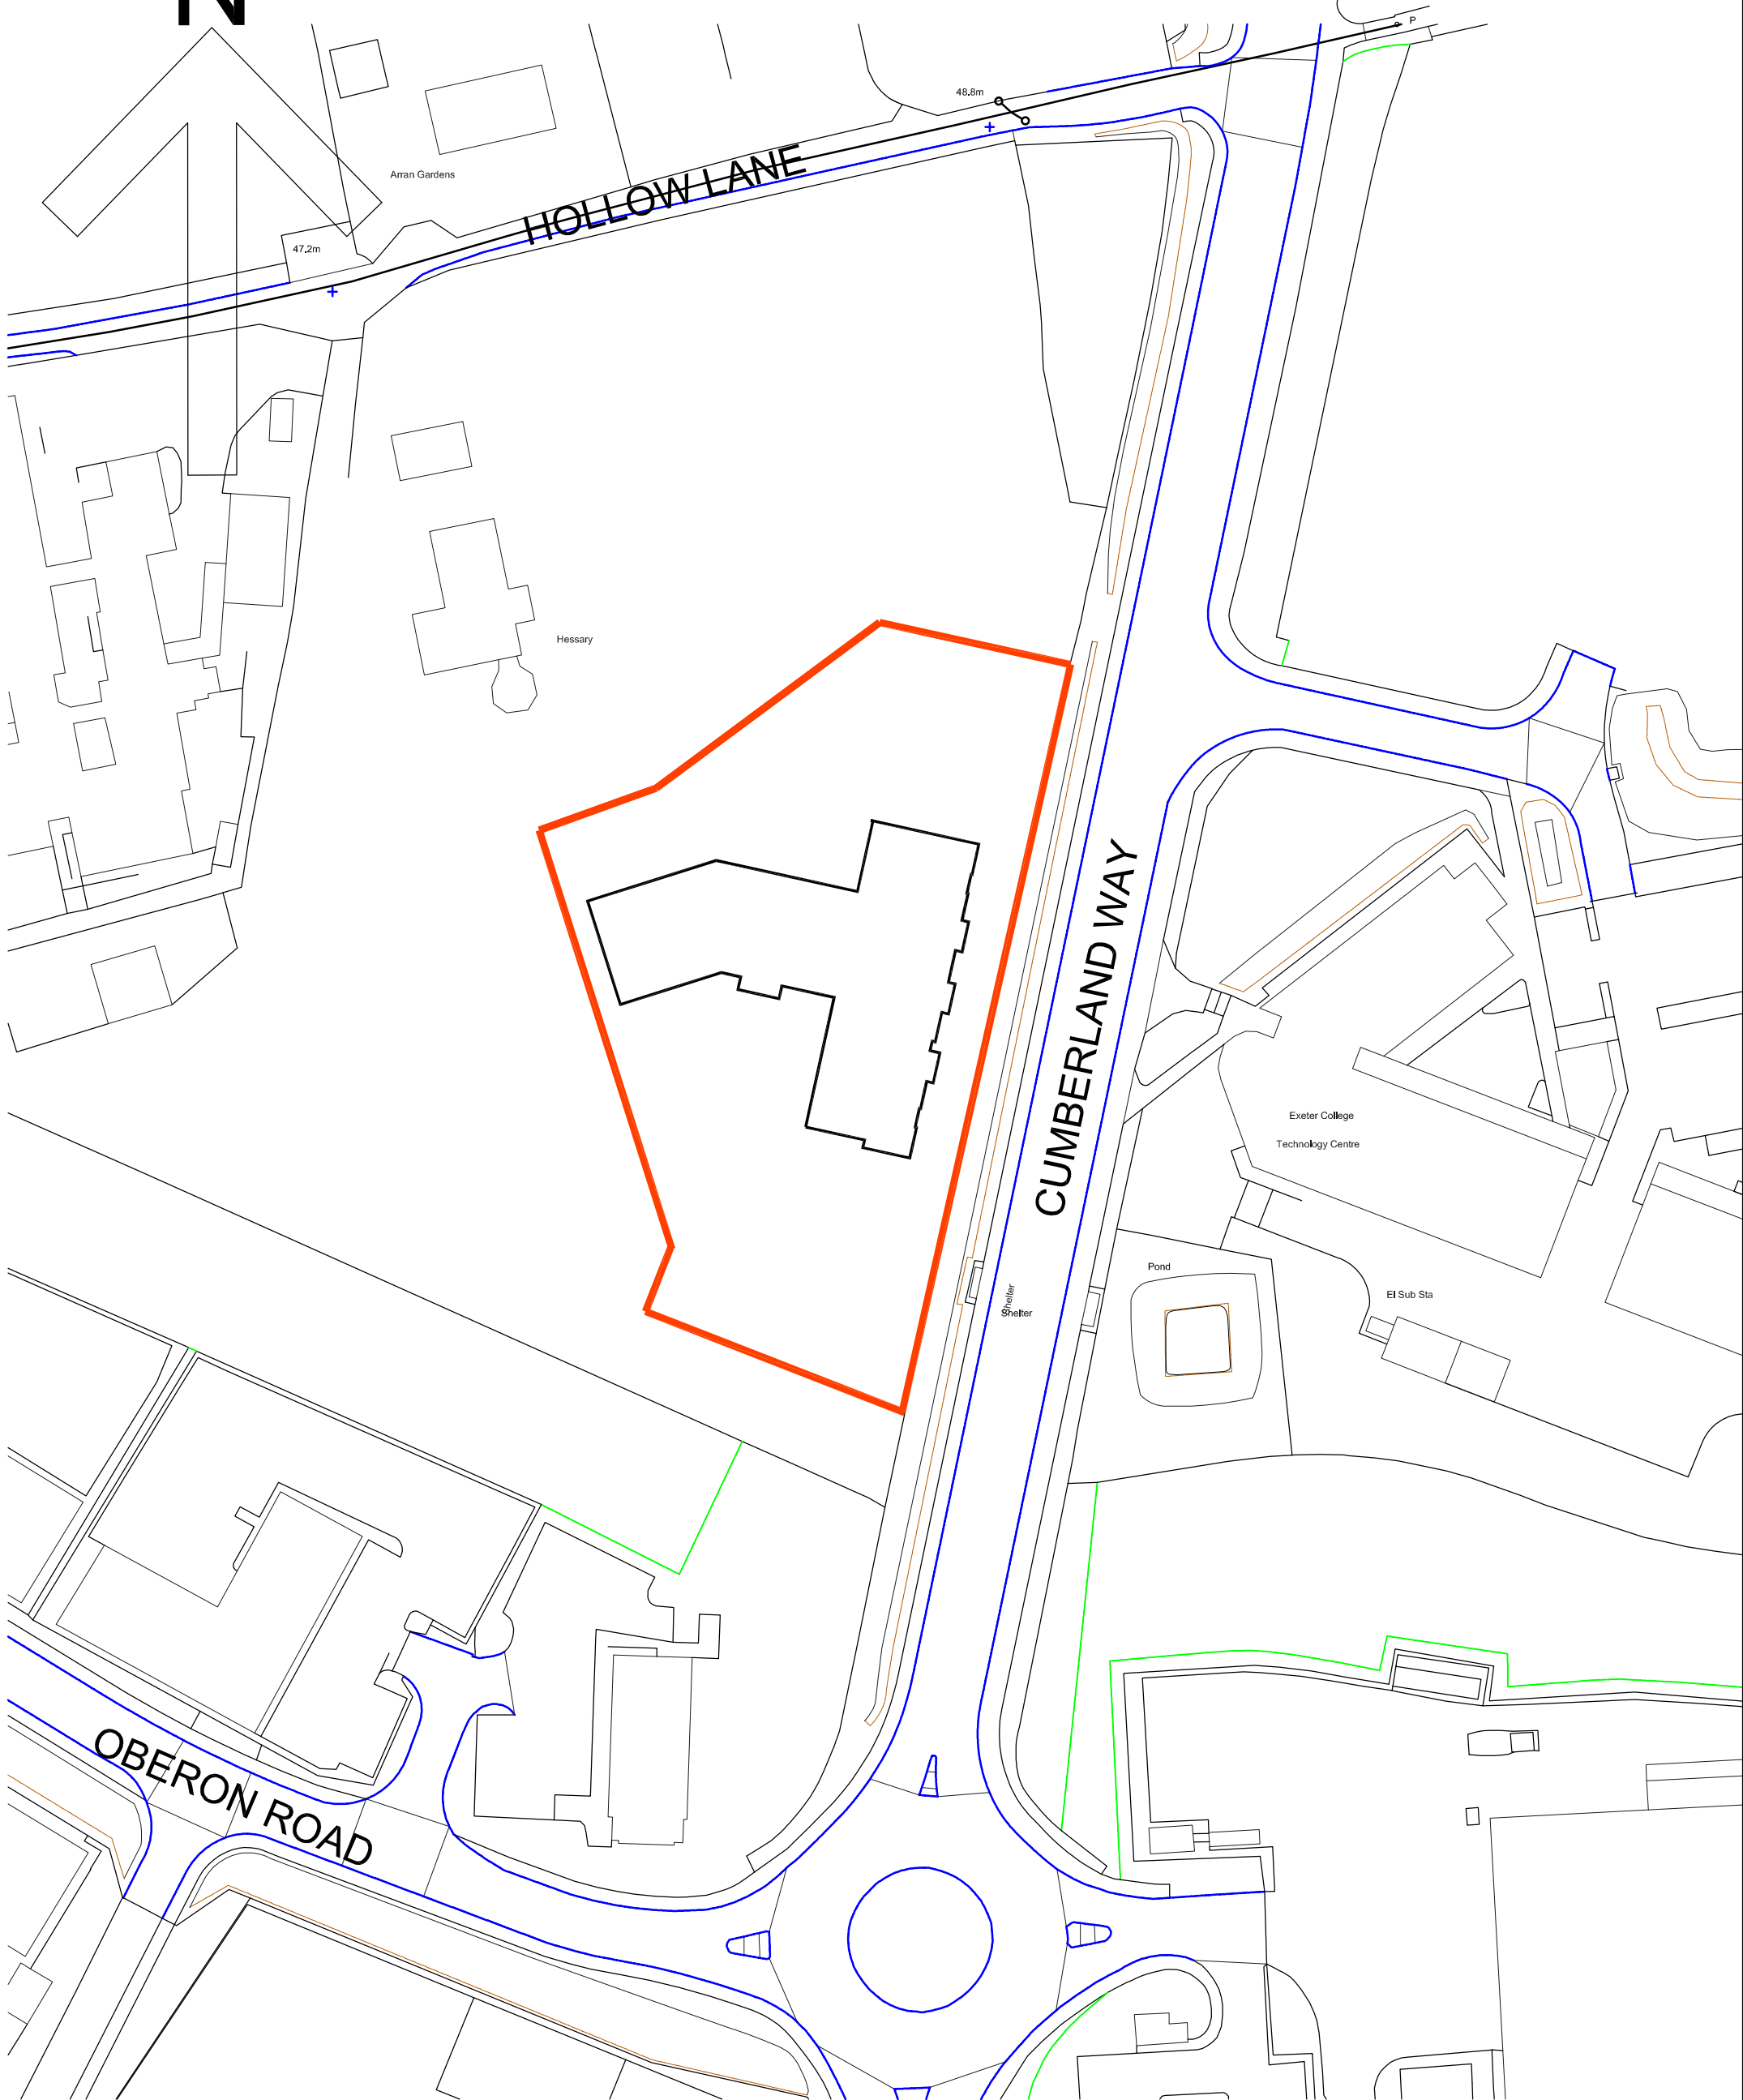 N
P
48.8m
HOLLOW LANE
Arran Gardens
47.2m
Hessary
CUMBERLAND WAY
Exeter College
Technology Centre
Pond
Shelter
Shelter
El Sub Sta
OBERON ROAD